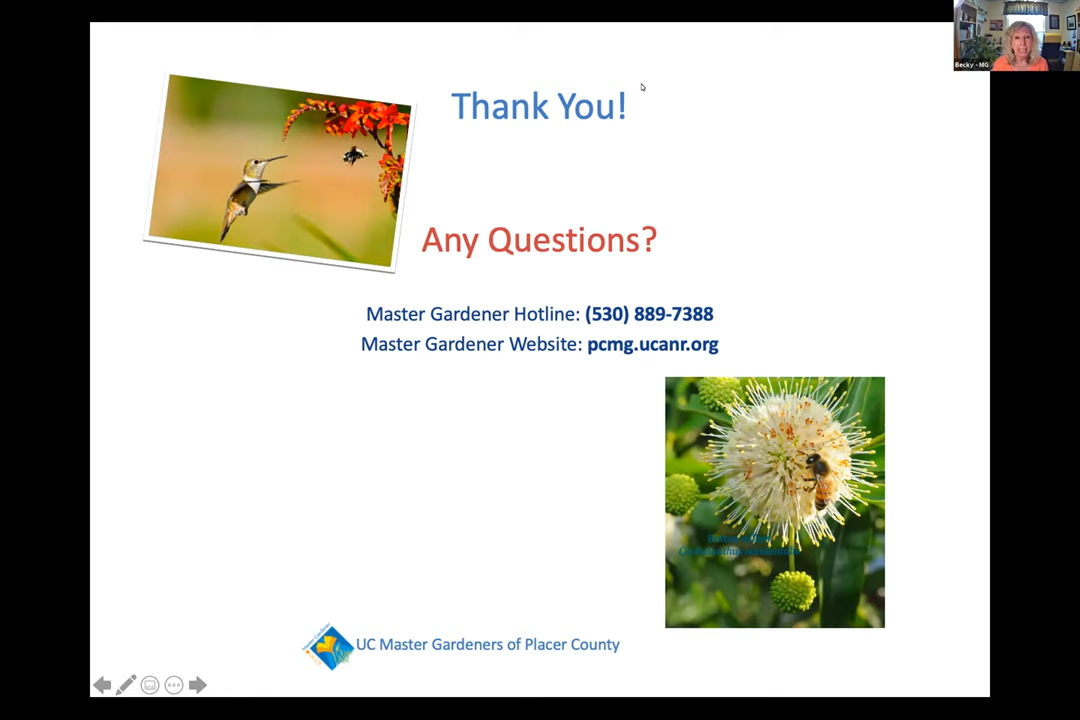 Becky - MG
Thank You!
Any Questions?
Master Gardener Hotline: (530) 889-7388
Master Gardener Website: pcmg.ucanr.org
UC Master Gardeners of Placer County